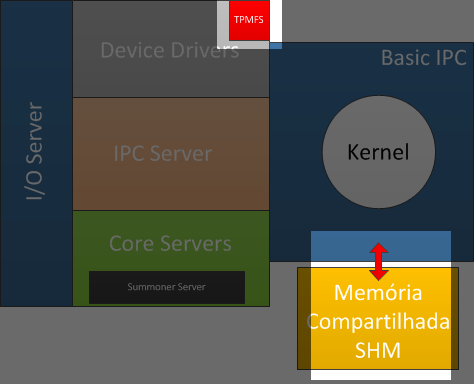 TPMFS
Device Drivers
Basic IPC
I/O Server
IPC Server
Kernel
Core Servers
Summoner Server
Memória
Compartilhada
SHM